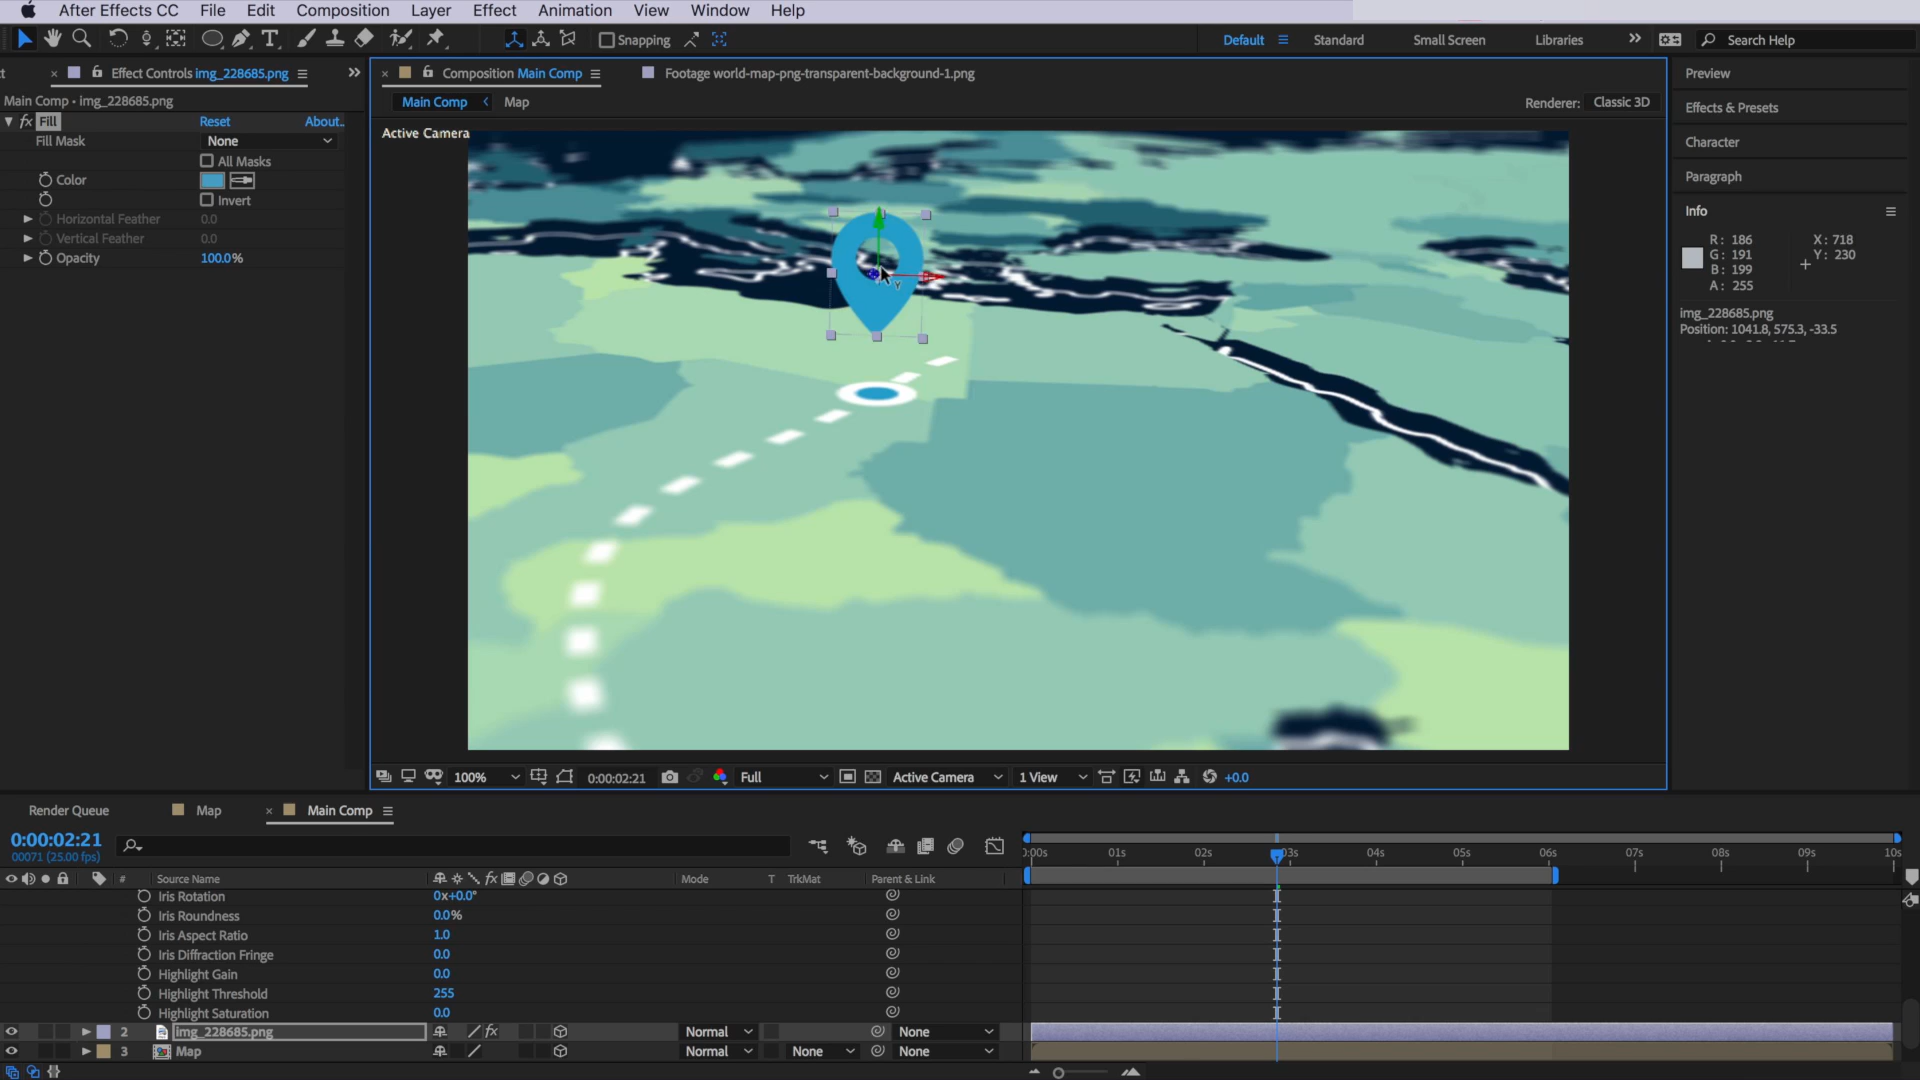 After Effects CC File Edit Composition Layer Effect Animation View Window Help
Snapping Default Standard Small Screen Libraries Search Help
Effect Controls img_228685.png Composition Main Comp Footage world-map-png-transparent-background-1.png Preview
Main Comp • img_228685.png Main Comp Map Renderer: Classic 3D
Effects & Presets
fx Fill Reset About..
Active Camera
Fill Mask None
Character
All Masks
Color
Paragraph
Invert
Info
Horizontal Feather 0.0
Vertical Feather 0.0
Opacity 100.0%
R: 186 X: 718
G: 191 Y: 230
B: 199
A: 255
img_228685.png
Position: 1041.8, 575.3, -33.5
100% 0:00:02:21 Full Active Camera 1 View +0.0
Render Queue Map Main Comp
0:00:02:21
00071 (25.00 fps)
:00s 01s 02s 03s 04s 05s 06s 07s 08s 09s 10s
# Source Name fx Mode T TrkMat Parent & Link
Iris Rotation 0x+0.0°
Iris Roundness 0.0%
Iris Aspect Ratio 1.0
Iris Diffraction Fringe 0.0
Highlight Gain 0.0
Highlight Threshold 255
Highlight Saturation 0.0
2 img_228685.png fx Normal None
3 Map Normal None None